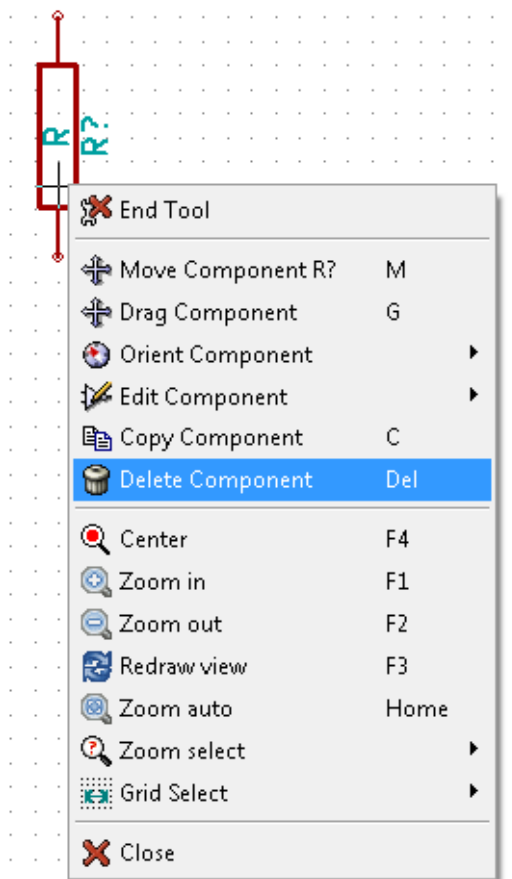 R
R?
End Tool
Move Component R? M
Drag Component G
Orient Component
Edit Component
Copy Component C
Delete Component Del
Center F4
Zoom in F1
Zoom out F2
Redraw view F3
Zoom auto Home
Zoom select
Grid Select
Close